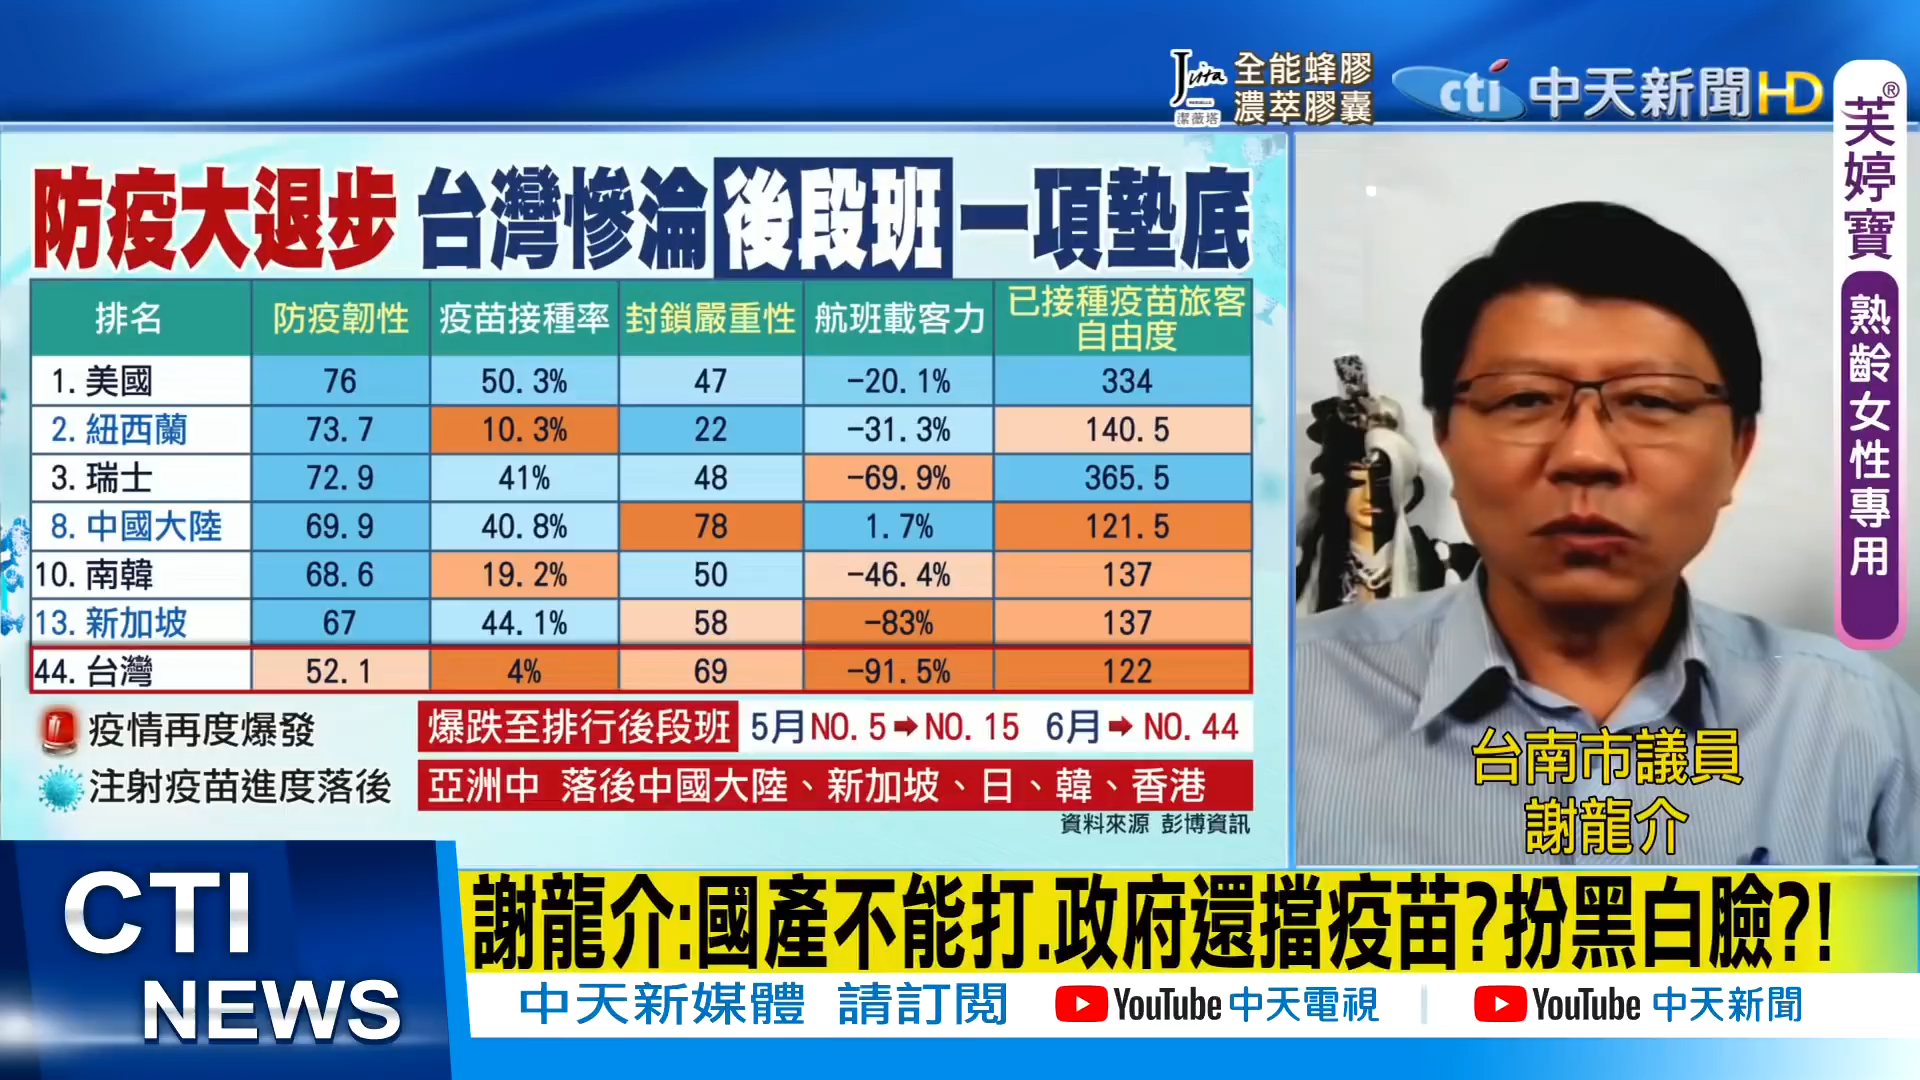 Jvita
潔薇塔
全能蜂膠
濃萃膠囊
cti 中天新聞HD
芙婷寶®
熟齡女性專用
防疫大退步 台灣慘淪後段班一項墊底
排名 防疫韌性 疫苗接種率 封鎖嚴重性 航班載客力 已接種疫苗旅客自由度
1. 美國 76 50.3% 47 -20.1% 334
2. 紐西蘭 73.7 10.3% 22 -31.3% 140.5
3. 瑞士 72.9 41% 48 -69.9% 365.5
8. 中國大陸 69.9 40.8% 78 1.7% 121.5
10. 南韓 68.6 19.2% 50 -46.4% 137
13. 新加坡 67 44.1% 58 -83% 137
44. 台灣 52.1 4% 69 -91.5% 122
疫情再度爆發 爆跌至排行後段班 5月NO.5➡NO.15 6月➡NO.44
注射疫苗進度落後 亞洲中 落後中國大陸、新加坡、日、韓、香港
資料來源 彭博資訊
台南市議員
謝龍介
CTI
NEWS
謝龍介:國產不能打.政府還擋疫苗?扮黑白臉?!
中天新媒體 請訂閱 YouTube 中天電視 | YouTube 中天新聞